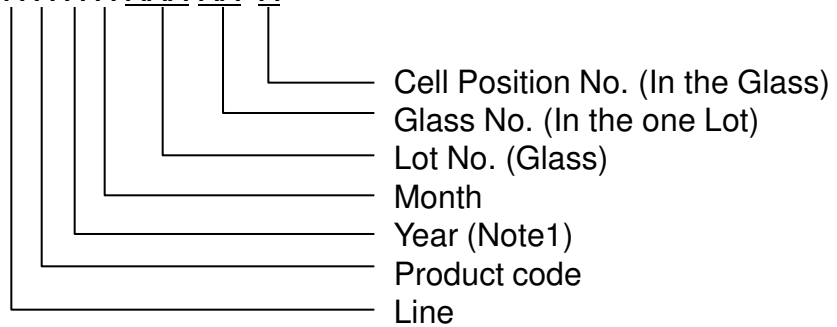 Cell Position No. (In the Glass)
Glass No. (In the one Lot)
Lot No. (Glass)
Month
Year (Note1)
Product code
Line